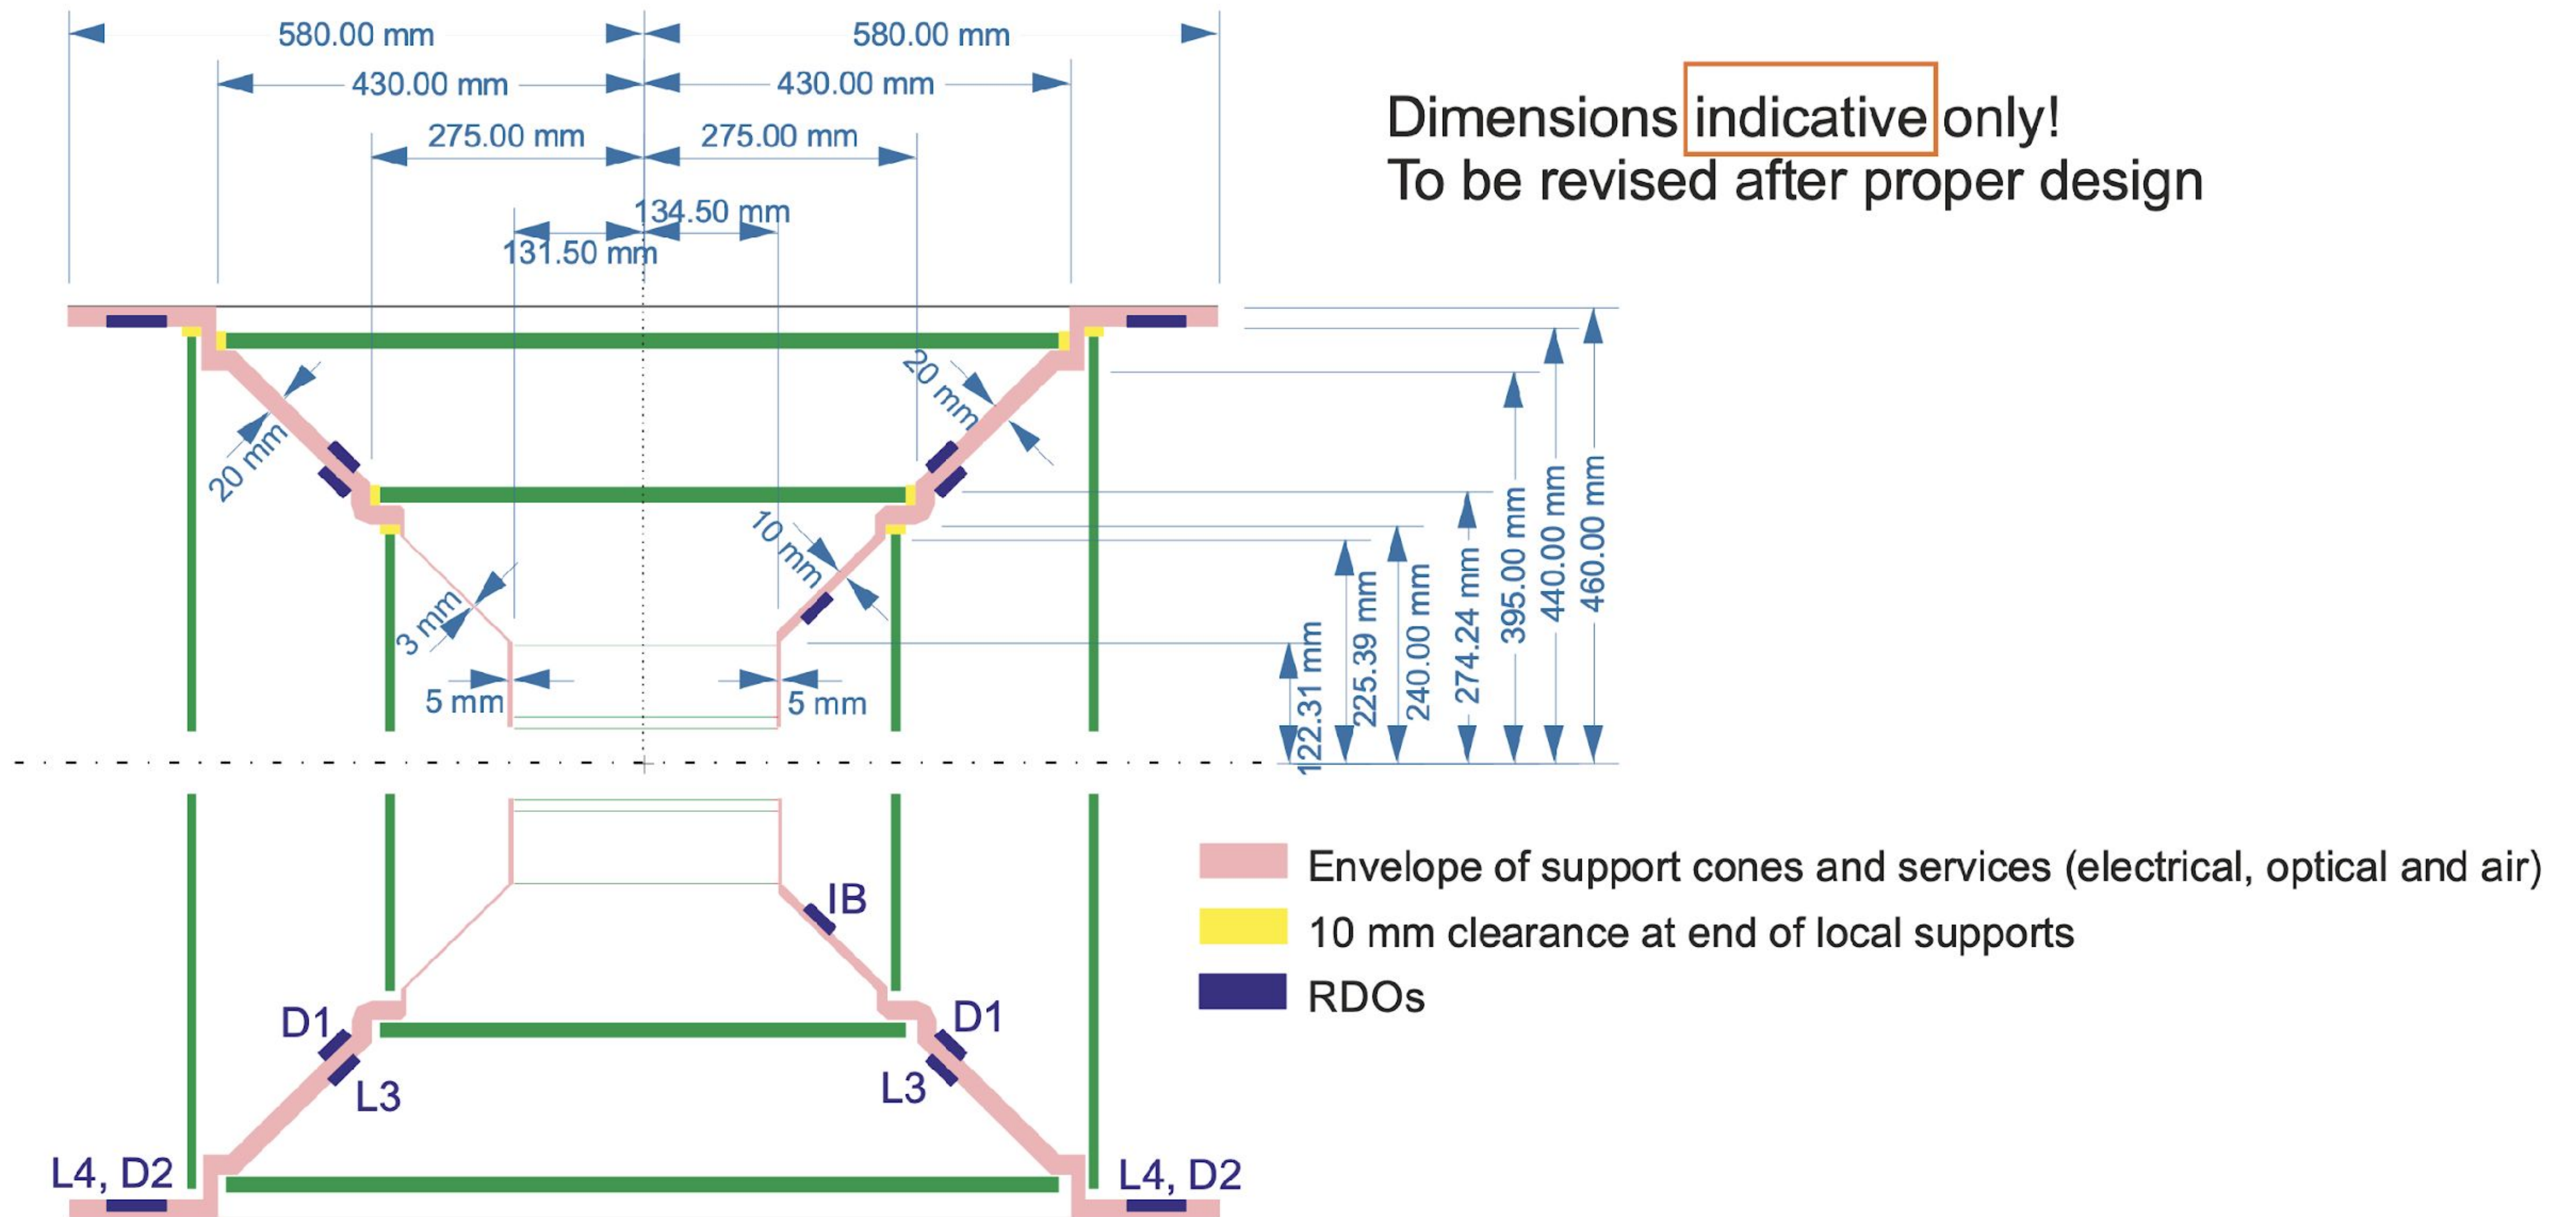 580.00 mm
580.00 mm
430.00 mm
430.00 mm
275.00 mm
275.00 mm
134.50 mm
131.50 mm
Dimensions indicative only!
To be revised after proper design
20 mm
20 mm
10 mm
3 mm
5 mm
5 mm
122.31 mm
225.39 mm
240.00 mm
274.24 mm
395.00 mm
440.00 mm
460.00 mm
IB
D1
D1
L3
L3
L4, D2
L4, D2
Envelope of support cones and services (electrical, optical and air)
10 mm clearance at end of local supports
RDOs